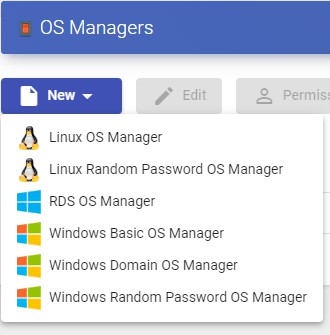 OS Managers
New
Edit
Linux OS Manager
Linux Random Password OS Manager
RDS OS Manager
Windows Basic OS Manager
Windows Domain OS Manager
Windows Random Password OS Manager